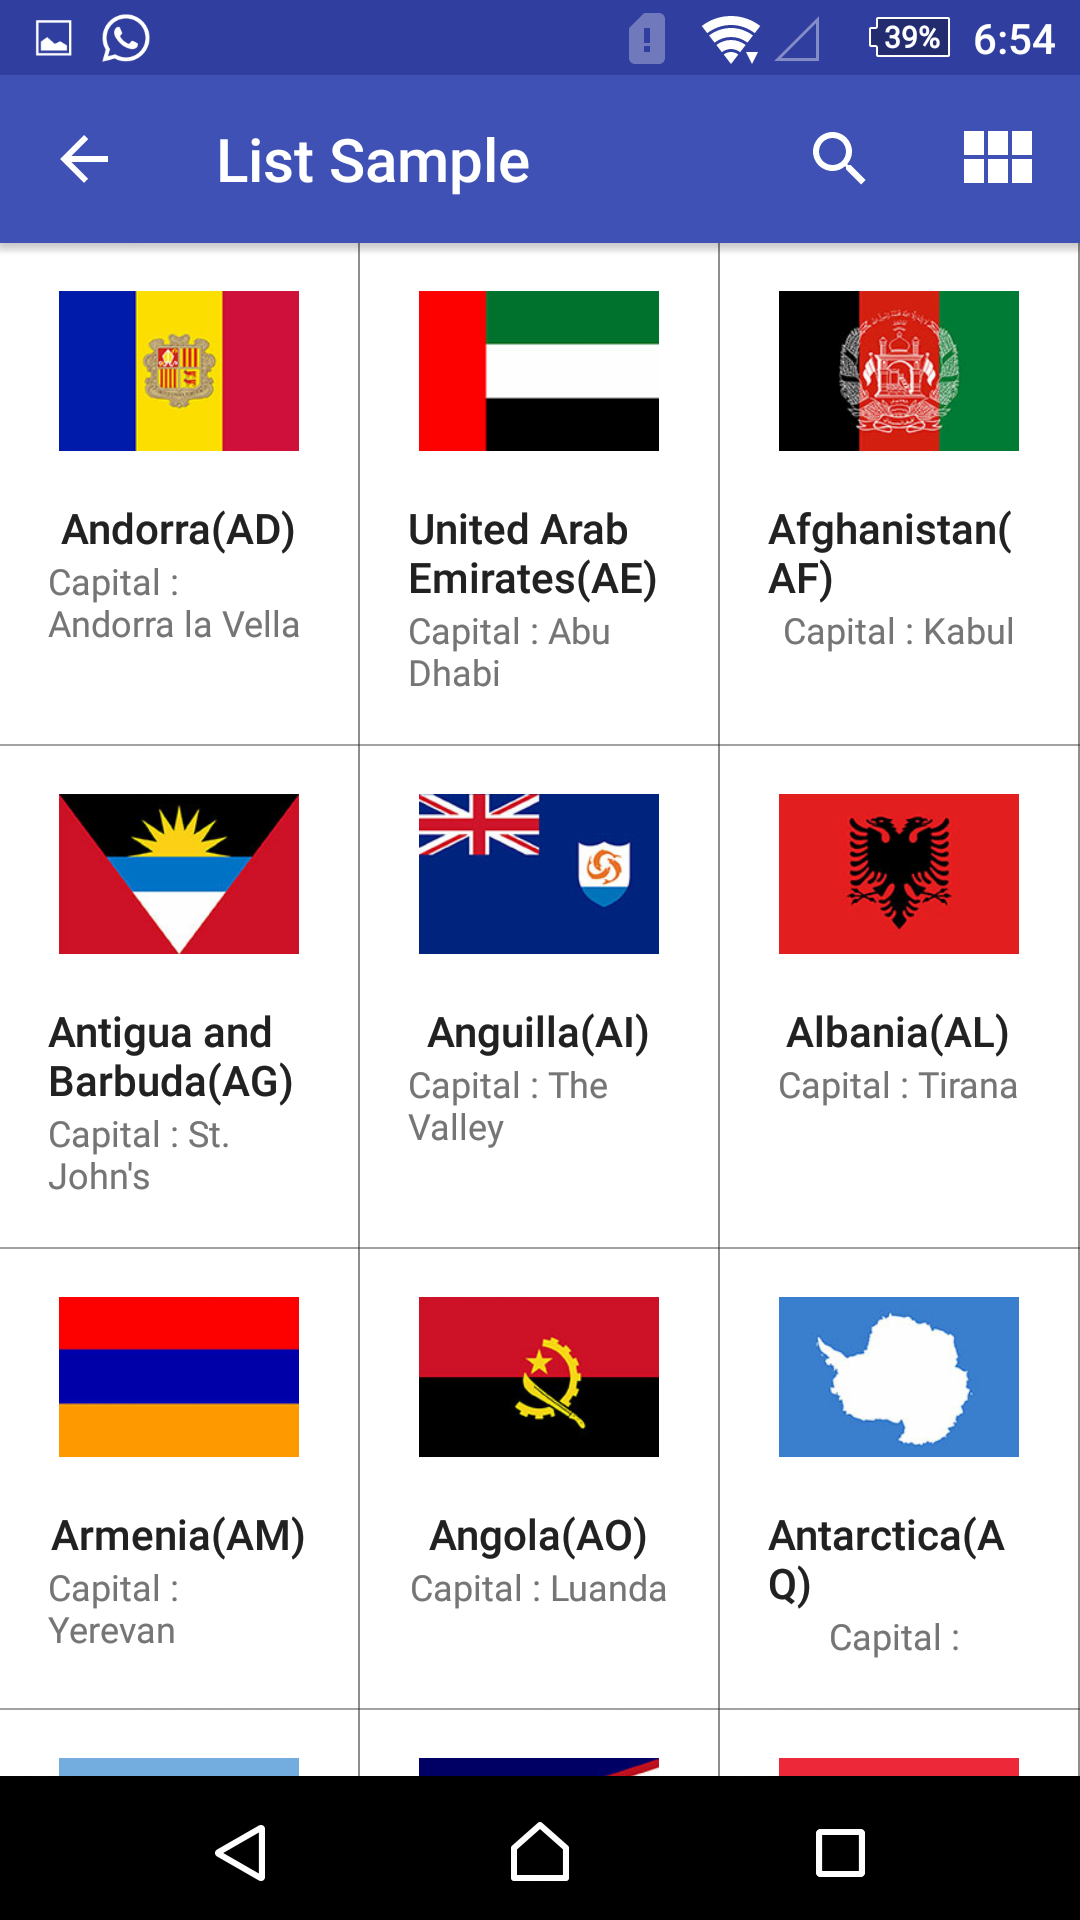 39%
6:54
List Sample
Andorra(AD)
Capital :
Andorra la Vella
United Arab
Emirates(AE)
Capital : Abu
Dhabi
Afghanistan(
AF)
Capital : Kabul
Antigua and
Barbuda(AG)
Capital : St.
John's
Anguilla(AI)
Capital : The
Valley
Albania(AL)
Capital : Tirana
Armenia(AM)
Capital :
Yerevan
Angola(AO)
Capital : Luanda
Antarctica(A
Q)
Capital :